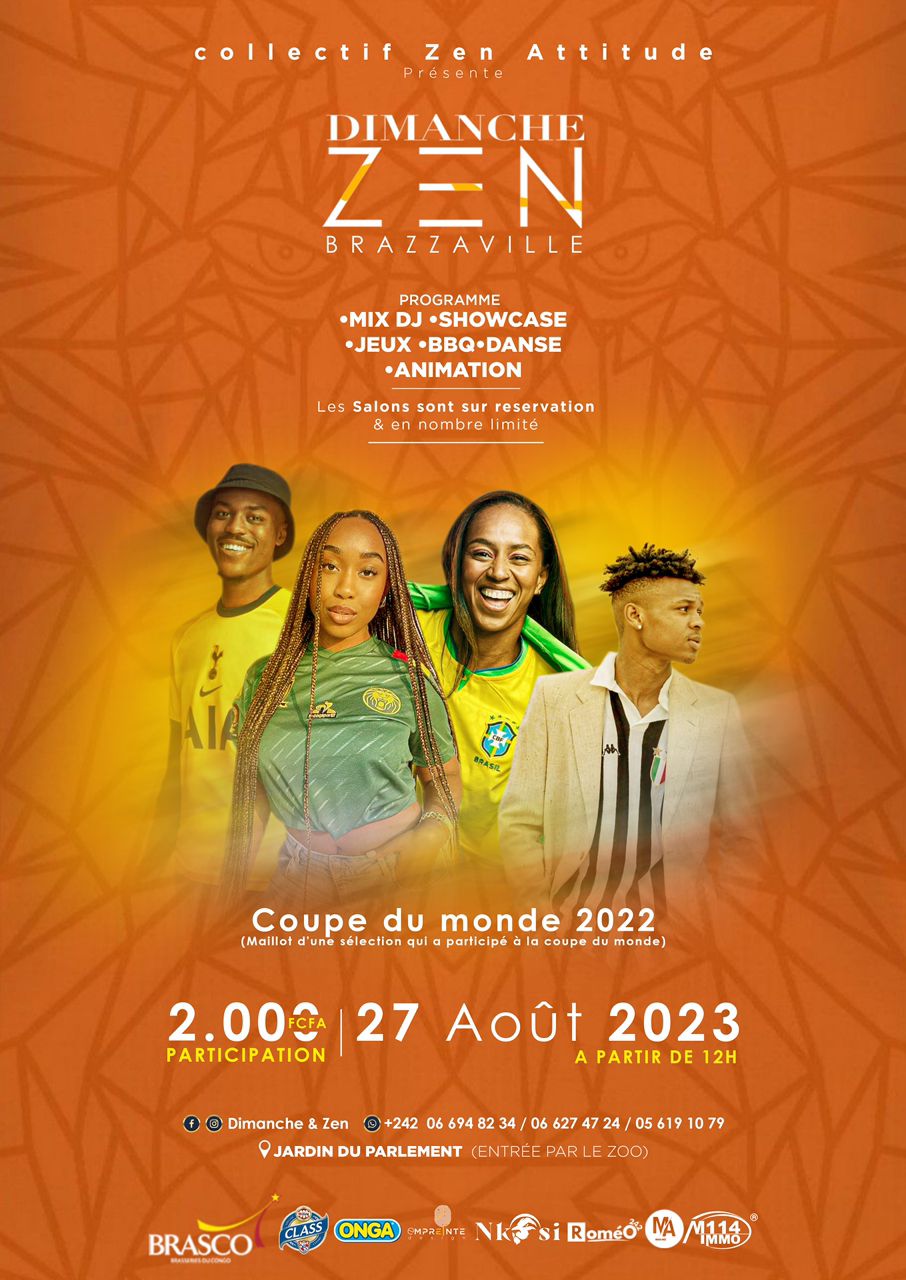 collectif Zen Attitude
Présente
DIMANCHE
ZEN
BRAZZAVILLE
PROGRAMME
•MIX DJ •SHOWCASE
•JEUX •BBQ•DANSE
•ANIMATION
Les Salons sont sur reservation
& en nombre limité
AIA
CBF
BRASIL
Coupe du monde 2022
(Maillot d'une sélection qui a participé à la coupe du monde)
2.000 FCFA | 27 Août 2023
PARTICIPATION A PARTIR DE 12H
Dimanche & Zen +242 06 694 82 34 / 06 627 47 24 / 05 619 10 79
JARDIN DU PARLEMENT (ENTRÉE PAR LE ZOO)
BRASCO CLASS ONGA EMPREINTE Nkosi Roméo MA M114
BRASSERIES DU CONGO design IMMO